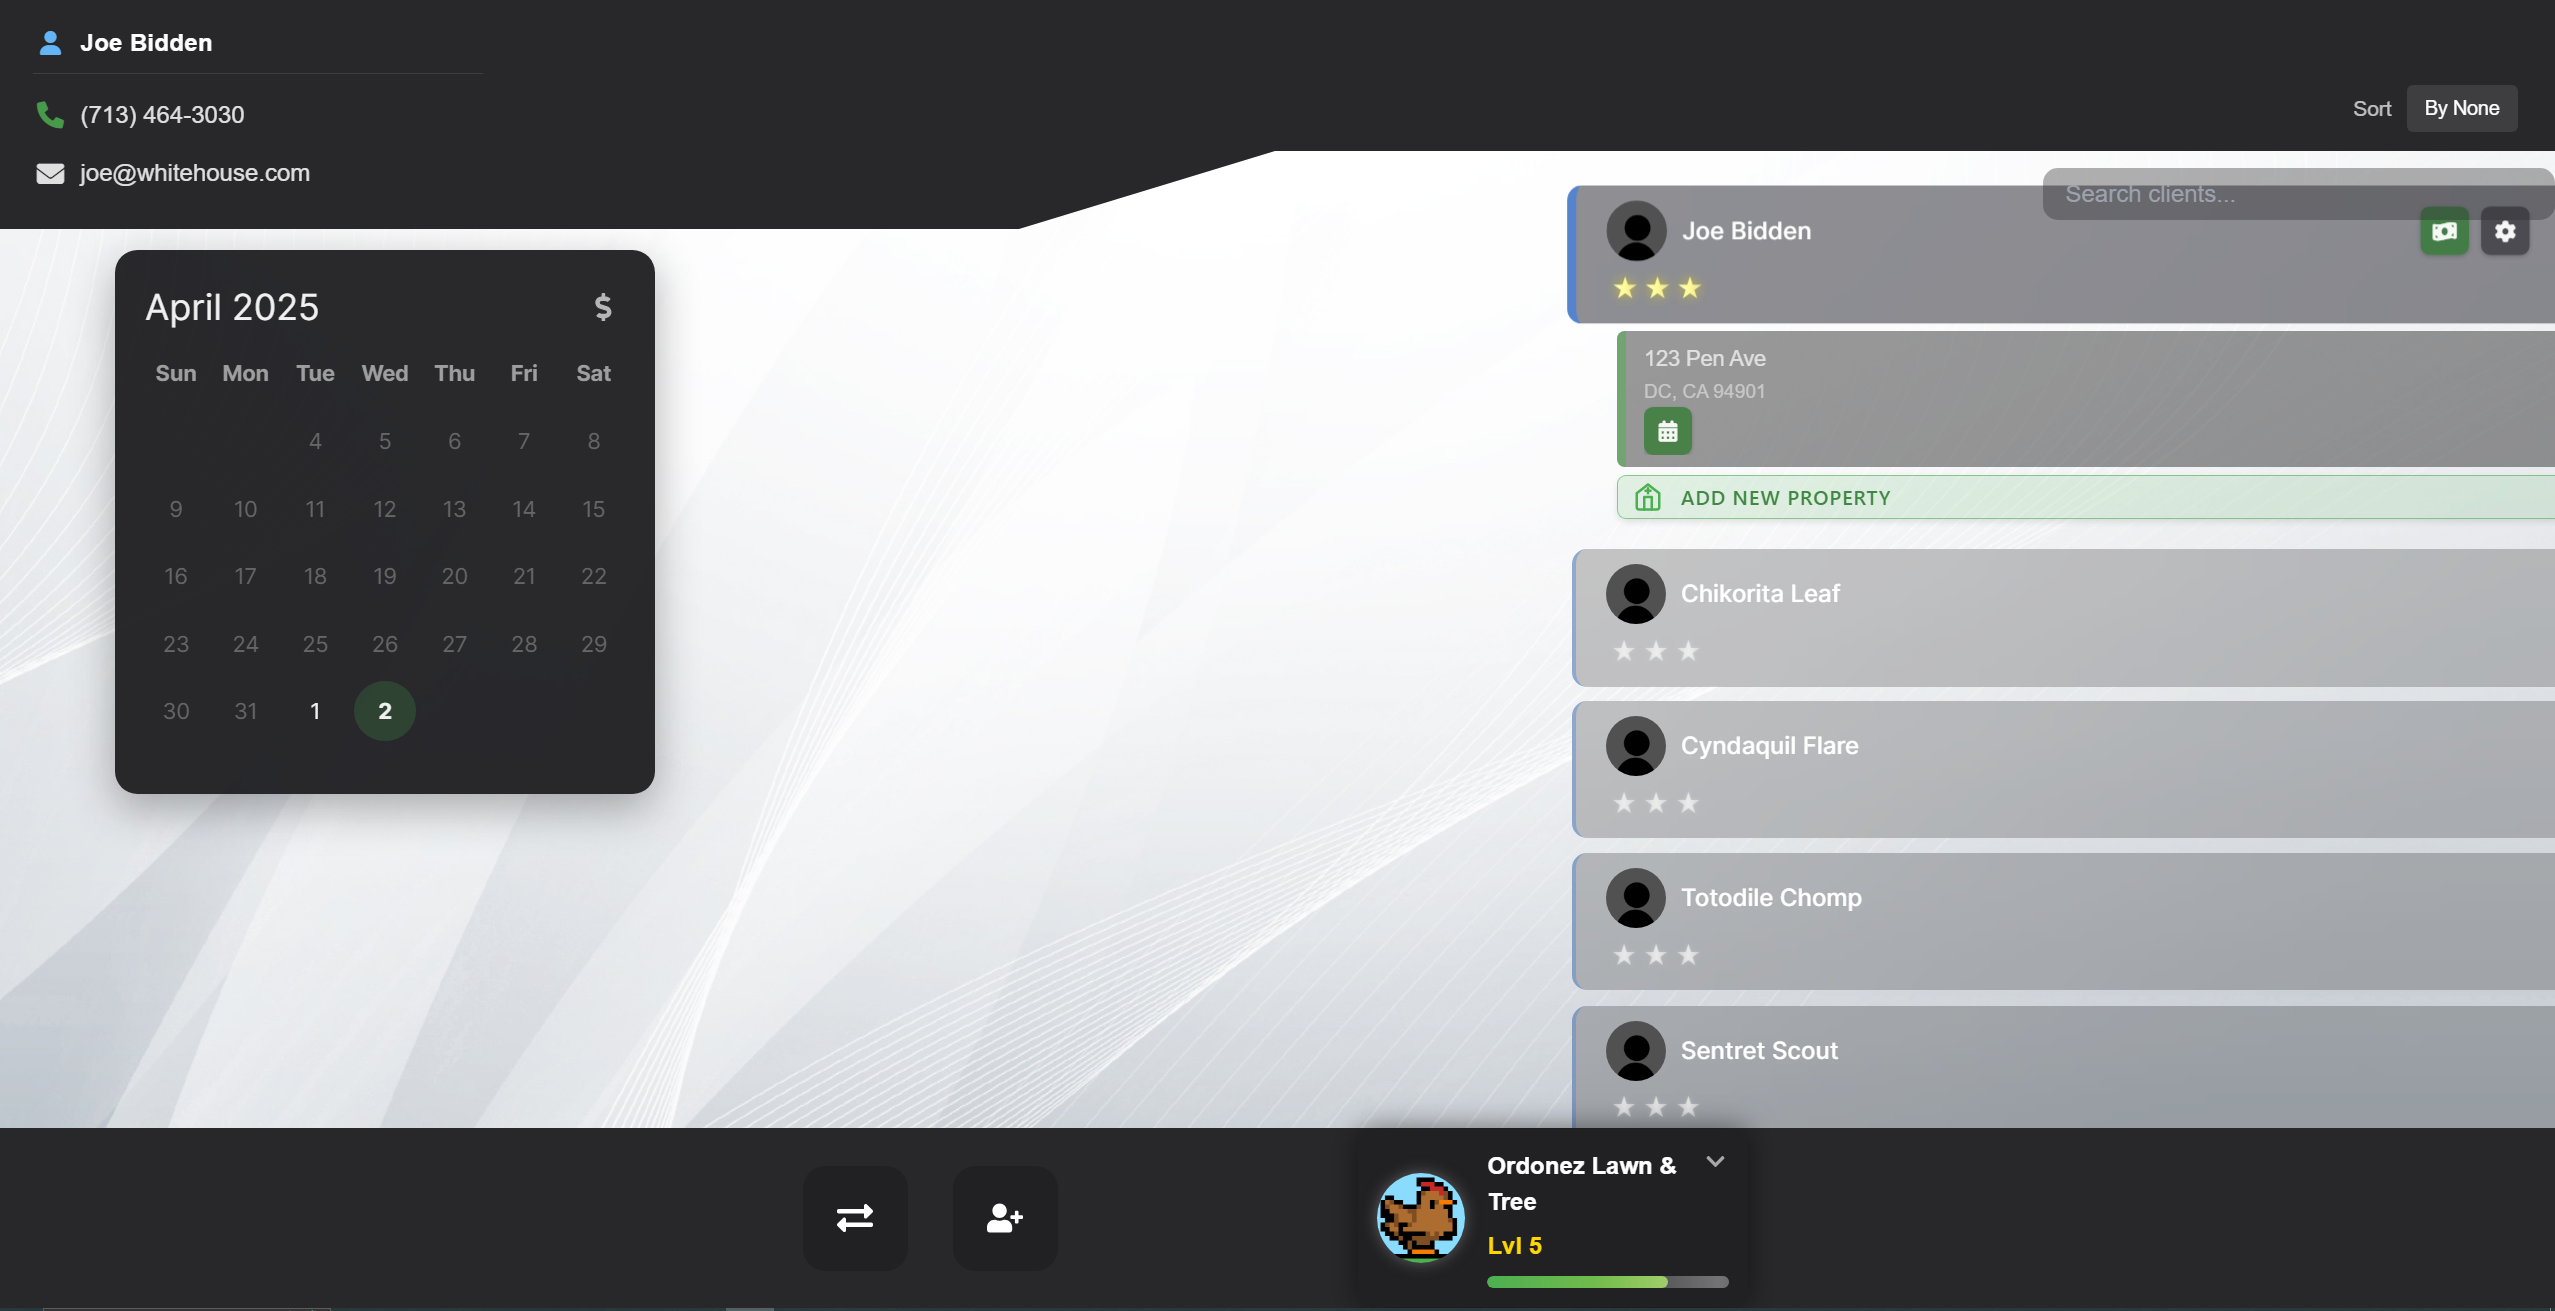 Joe Bidden
(713) 464-3030
joe@whitehouse.com
Sort By None
Search clients...
April 2025 $
Sun Mon Tue Wed Thu Fri Sat
4 5 6 7 8
9 10 11 12 13 14 15
16 17 18 19 20 21 22
23 24 25 26 27 28 29
30 31 1 2
Joe Bidden
123 Pen Ave
DC, CA 94901
ADD NEW PROPERTY
Chikorita Leaf
Cyndaquil Flare
Totodile Chomp
Sentret Scout
Ordonez Lawn &
Tree
Lvl 5